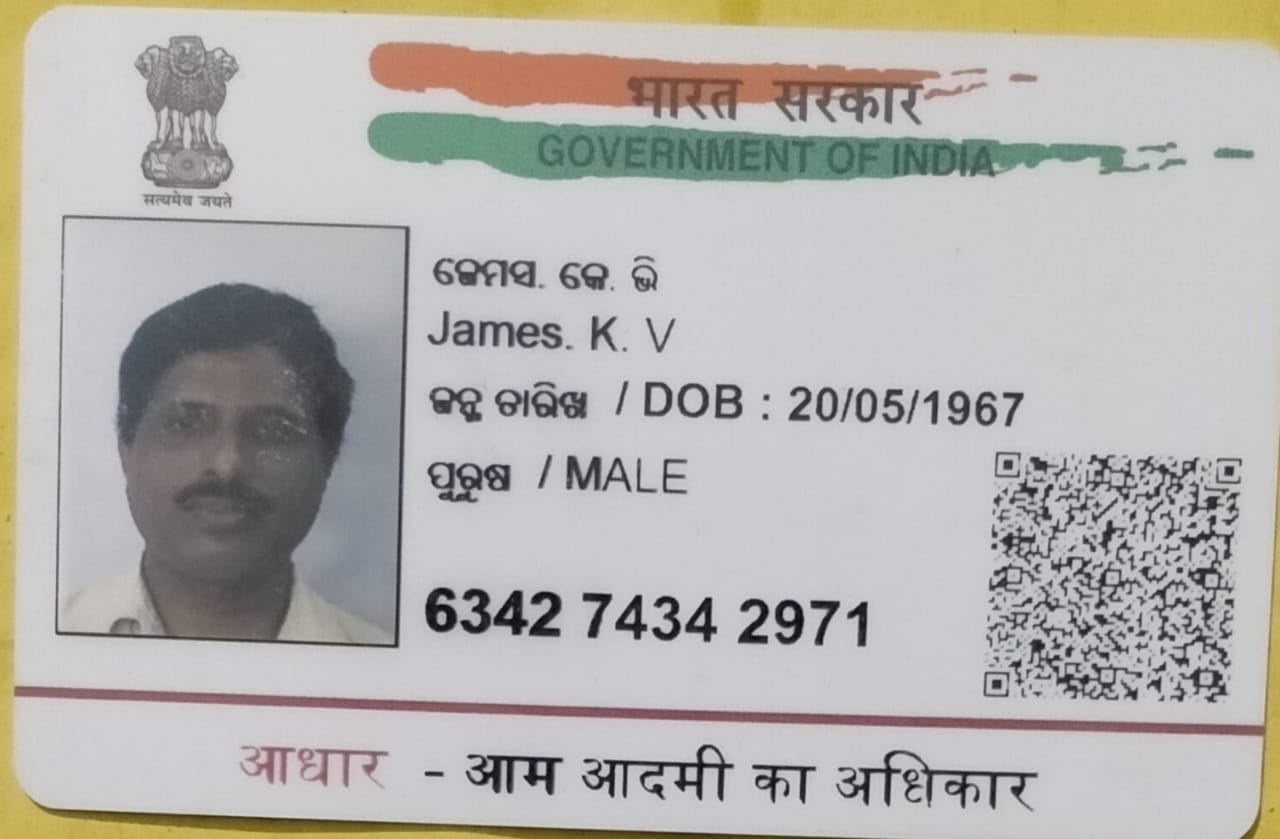 सत्यमेव जयते
भारत सरकार
GOVERNMENT OF INDIA
ଜେମସ. କେ. ଭି
James. K. V
ଜନ୍ମ ତାରିଖ / DOB : 20/05/1967
ପୁରୁଷ / MALE
6342 7434 2971
आधार - आम आदमी का अधिकार